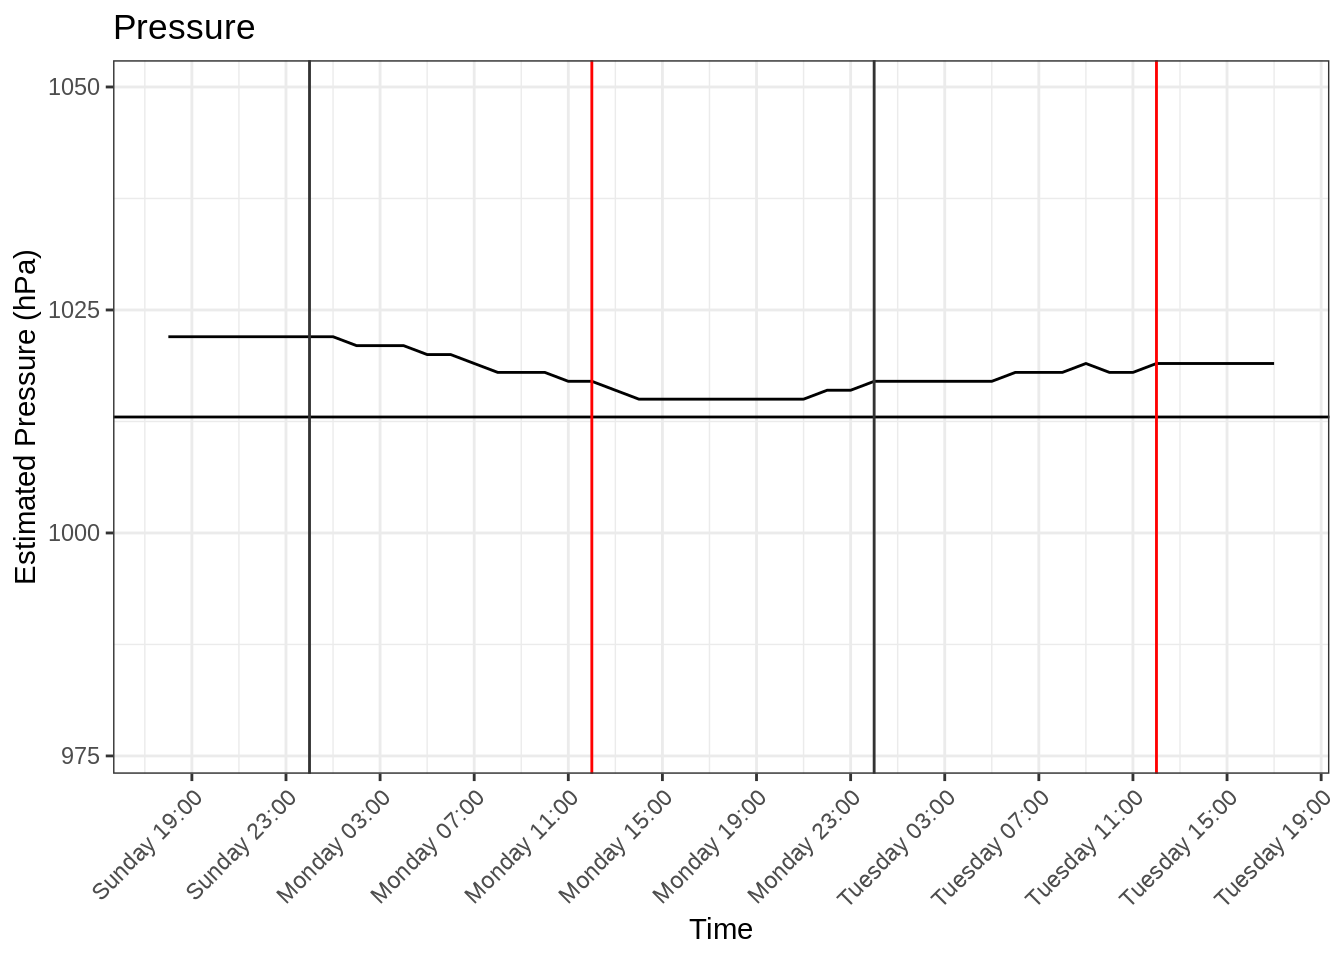 Pressure
Estimated Pressure (hPa)
1050
1025
1000
975
Sunday 19:00
Sunday 23:00
Monday 03:00
Monday 07:00
Monday 11:00
Monday 15:00
Monday 19:00
Monday 23:00
Tuesday 03:00
Tuesday 07:00
Tuesday 11:00
Tuesday 15:00
Tuesday 19:00
Time